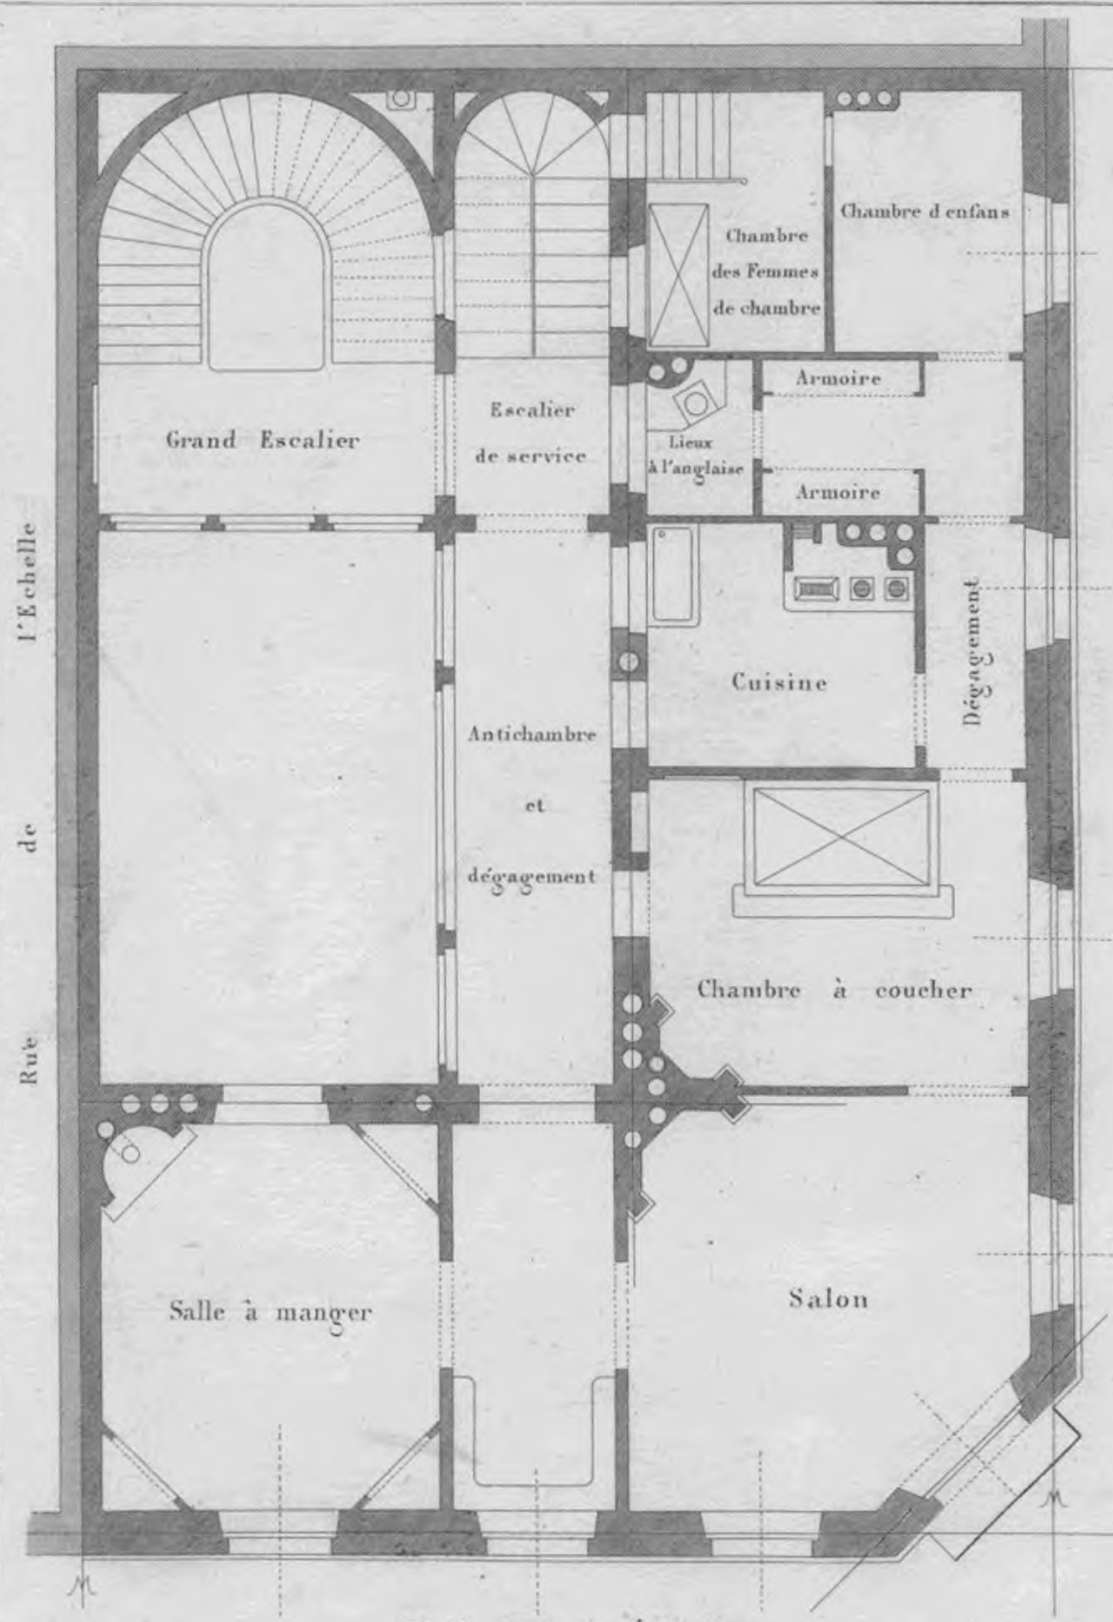 Chambre d'enfans
Chambre
des Femmes
de chambre
Armoire
Escalier
de service
Grand Escalier
Lieux
à l'anglaise
Armoire
Rue de l'Echelle
Dégagement
Cuisine
Antichambre
et
dégagement
Chambre à coucher
Salle à manger
Salon
M
M